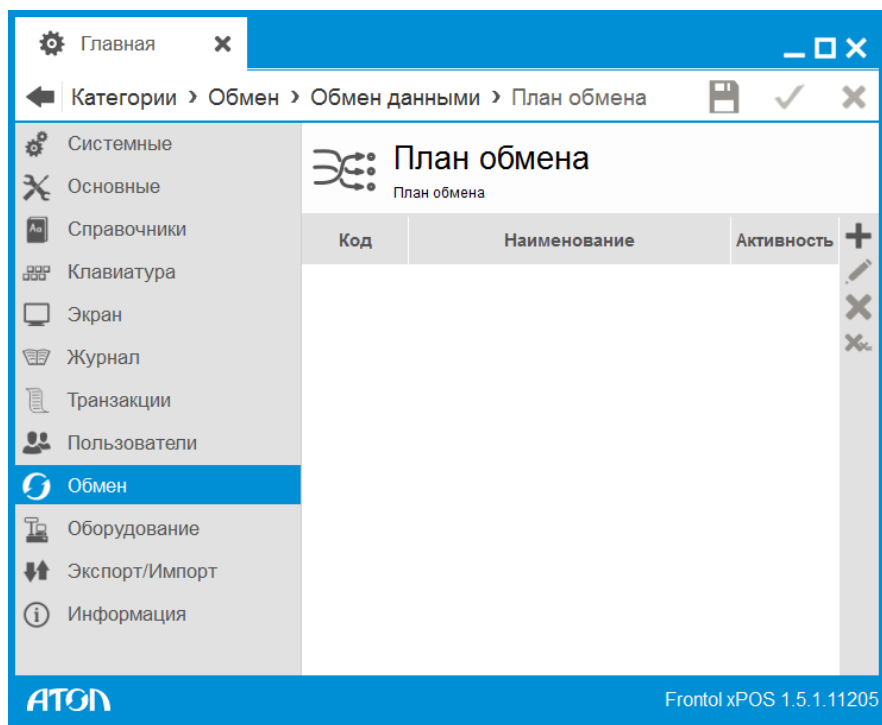 Главная
Категории › Обмен › Обмен данными › План обмена
Системные
Основные
Справочники
Клавиатура
Экран
Журнал
Транзакции
Пользователи
Обмен
Оборудование
Экспорт/Импорт
Информация
План обмена
План обмена
Код Наименование Активность
ATOL Frontol xPOS 1.5.1.11205